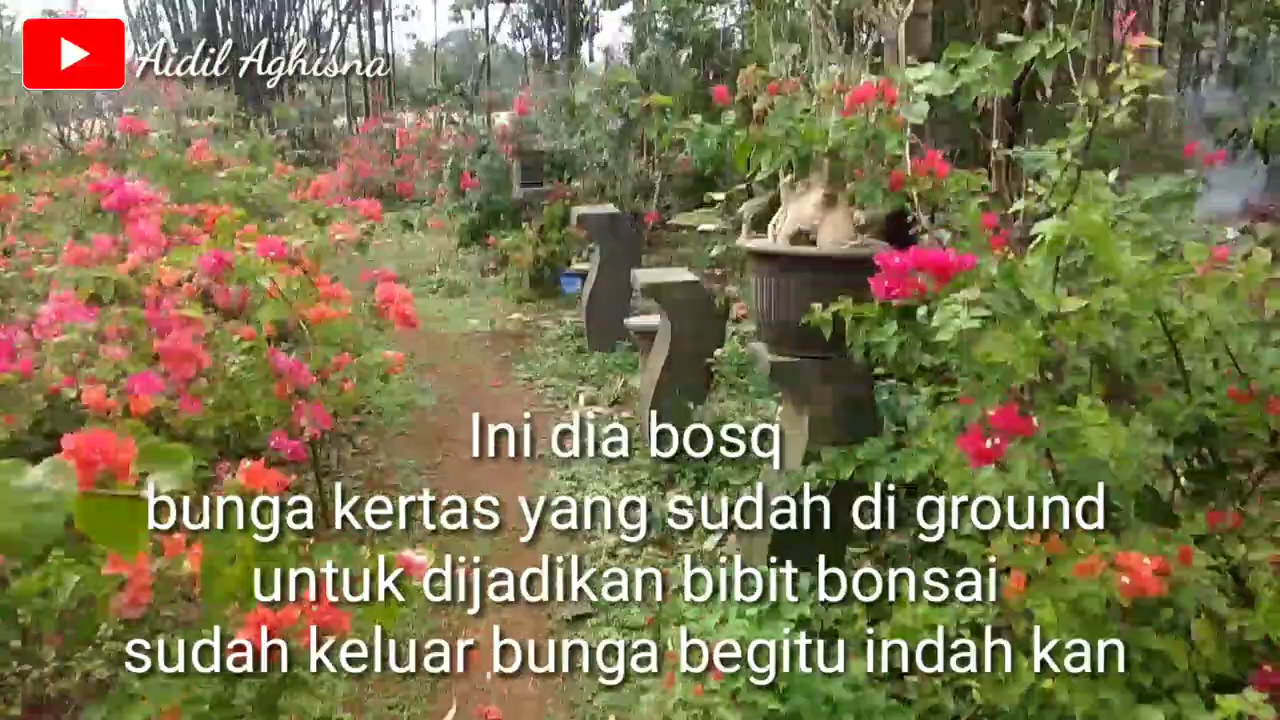 Aidil Aghisna
Ini dia bosq
bunga kertas yang sudah di ground
untuk dijadikan bibit bonsai
sudah keluar bunga begitu indah kan